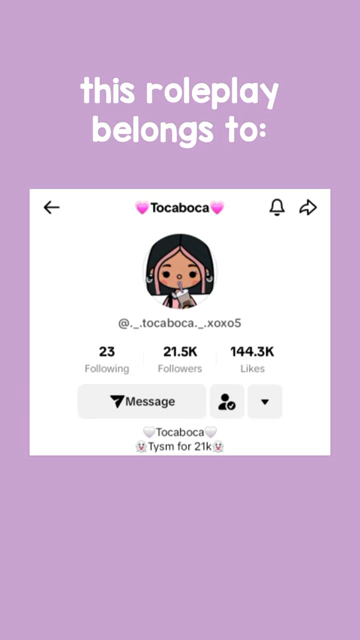 this roleplay
belongs to:
💗Tocaboca💗
@._.tocaboca._.xoxo5
23 21.5K 144.3K
Following Followers Likes
Message
🤍Tocaboca🤍
👻Tysm for 21k👻